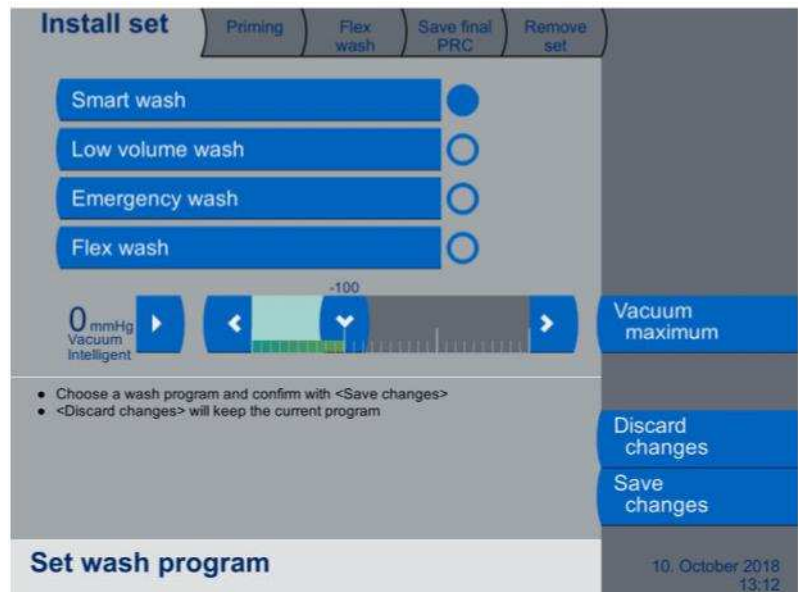 Install set
Priming
Flex
wash
Save final
PRC
Remove
set
Smart wash
Low volume wash
Emergency wash
Flex wash
-100
0 mmHg
Vacuum
Intelligent
Vacuum
maximum
● Choose a wash program and confirm with <Save changes>
● <Discard changes> will keep the current program
Discard
changes
Save
changes
Set wash program
10. October 2018
13:12